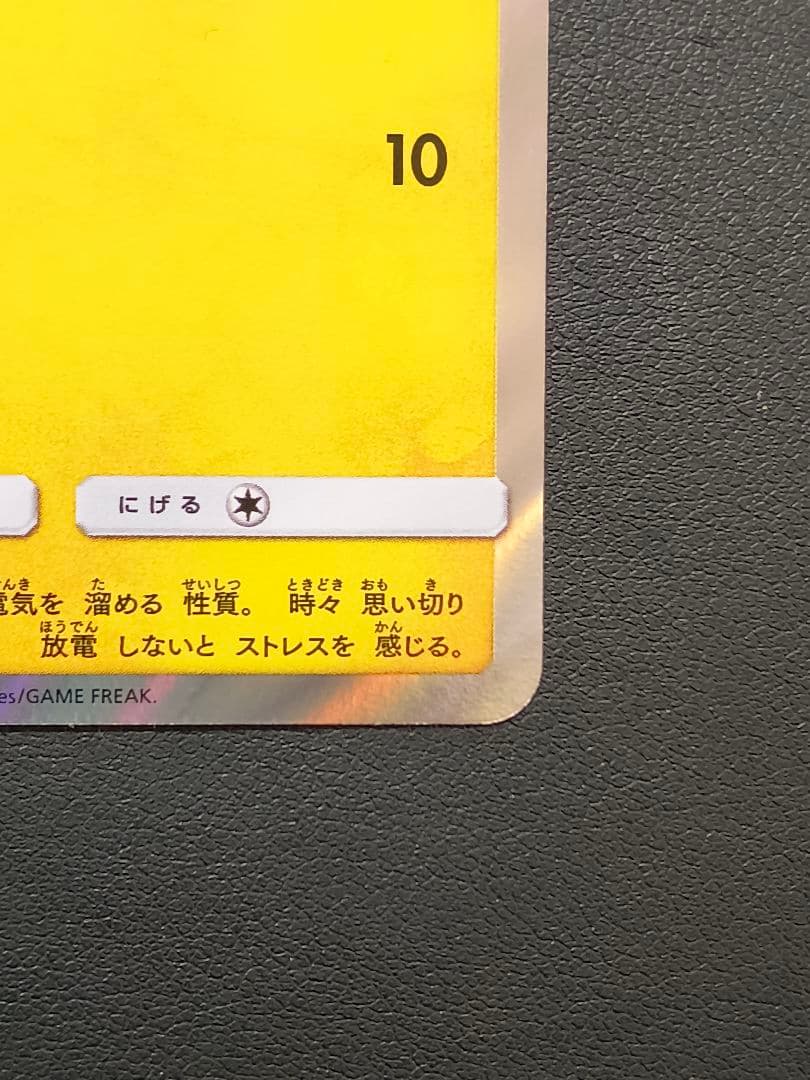 10
にげる
気を 溜める 性質。 時々 思い切り
放電 しないと ストレスを 感じる。
es/GAME FREAK.